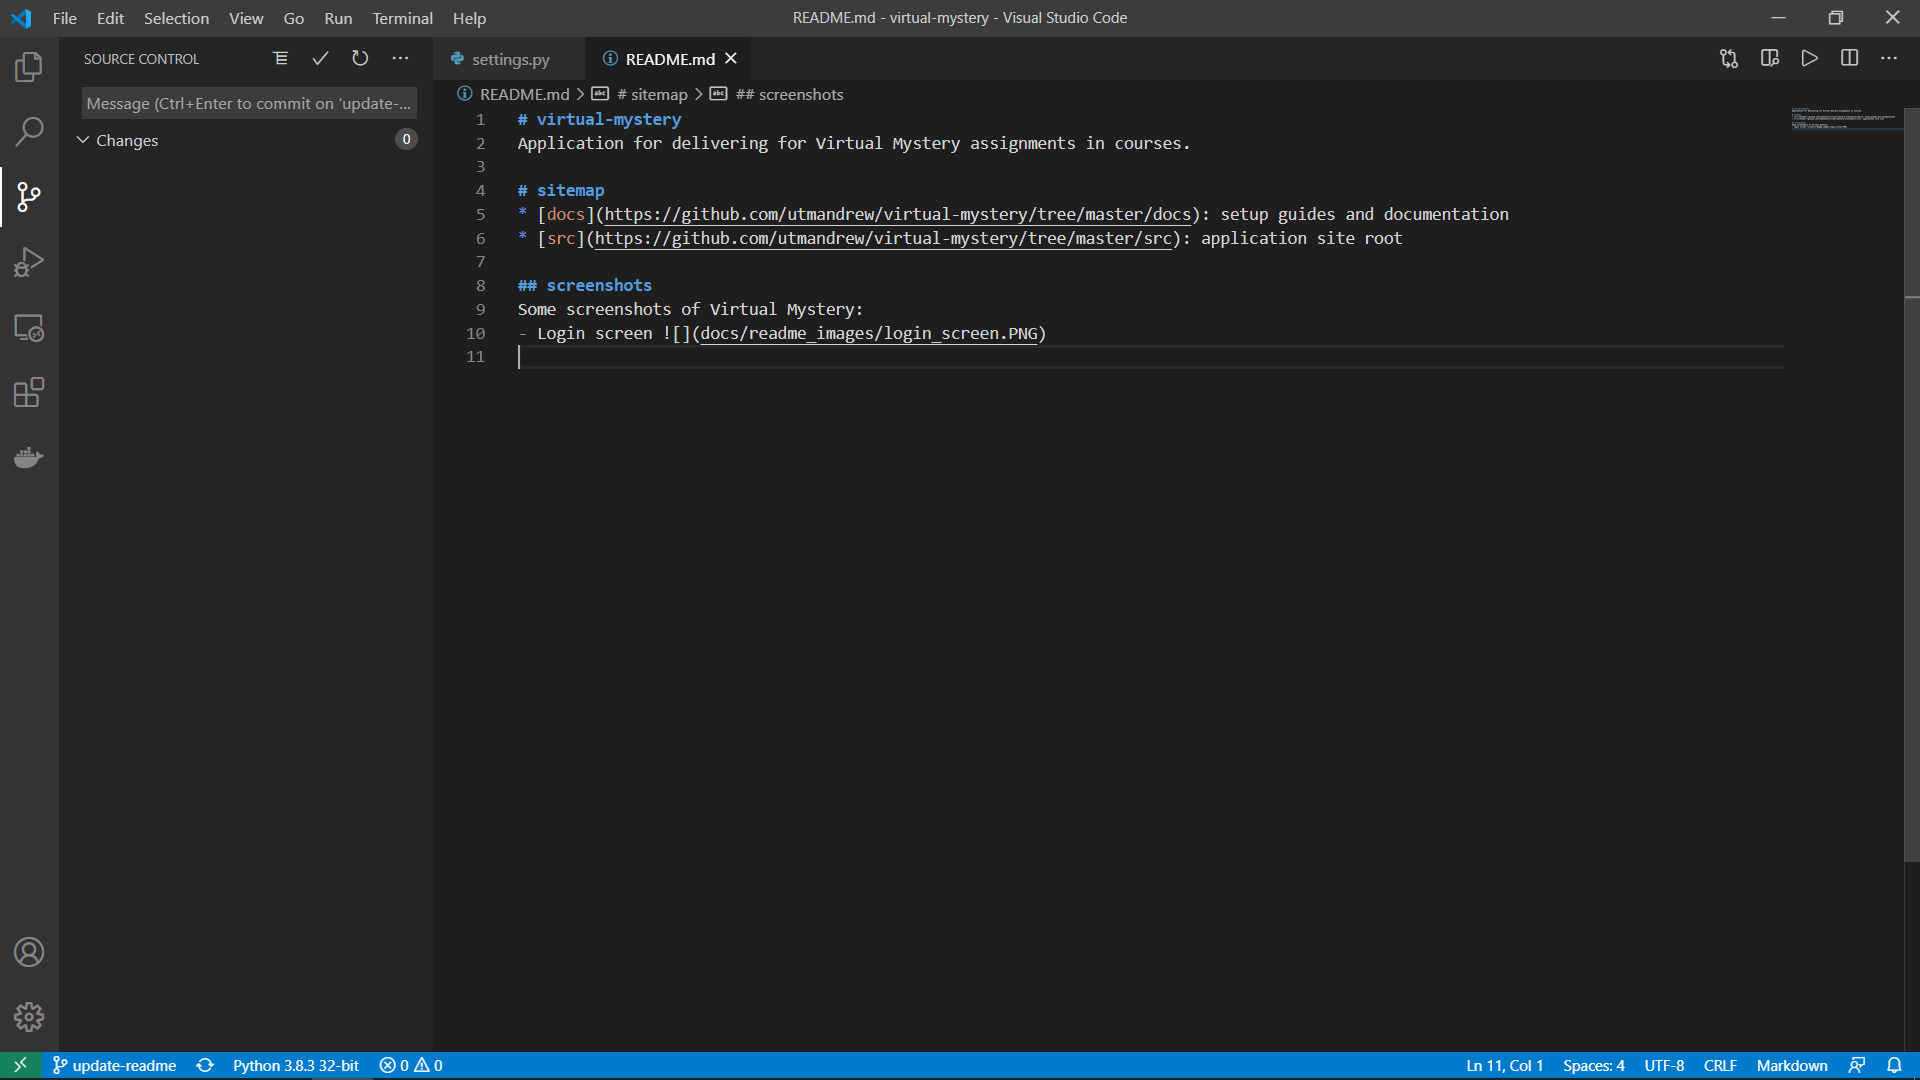 File Edit Selection View Go Run Terminal Help
README.md - virtual-mystery - Visual Studio Code
SOURCE CONTROL
Message (Ctrl+Enter to commit on 'update-...
Changes
0
settings.py
README.md
README.md > # sitemap > ## screenshots
1 # virtual-mystery
2 Application for delivering for Virtual Mystery assignments in courses.
3
4 # sitemap
5 * [docs](https://github.com/utmandrew/virtual-mystery/tree/master/docs): setup guides and documentation
6 * [src](https://github.com/utmandrew/virtual-mystery/tree/master/src): application site root
7
8 ## screenshots
9 Some screenshots of Virtual Mystery:
10 - Login screen ![](docs/readme_images/login_screen.PNG)
11
update-readme Python 3.8.3 32-bit 0 0 Ln 11, Col 1 Spaces: 4 UTF-8 CRLF Markdown